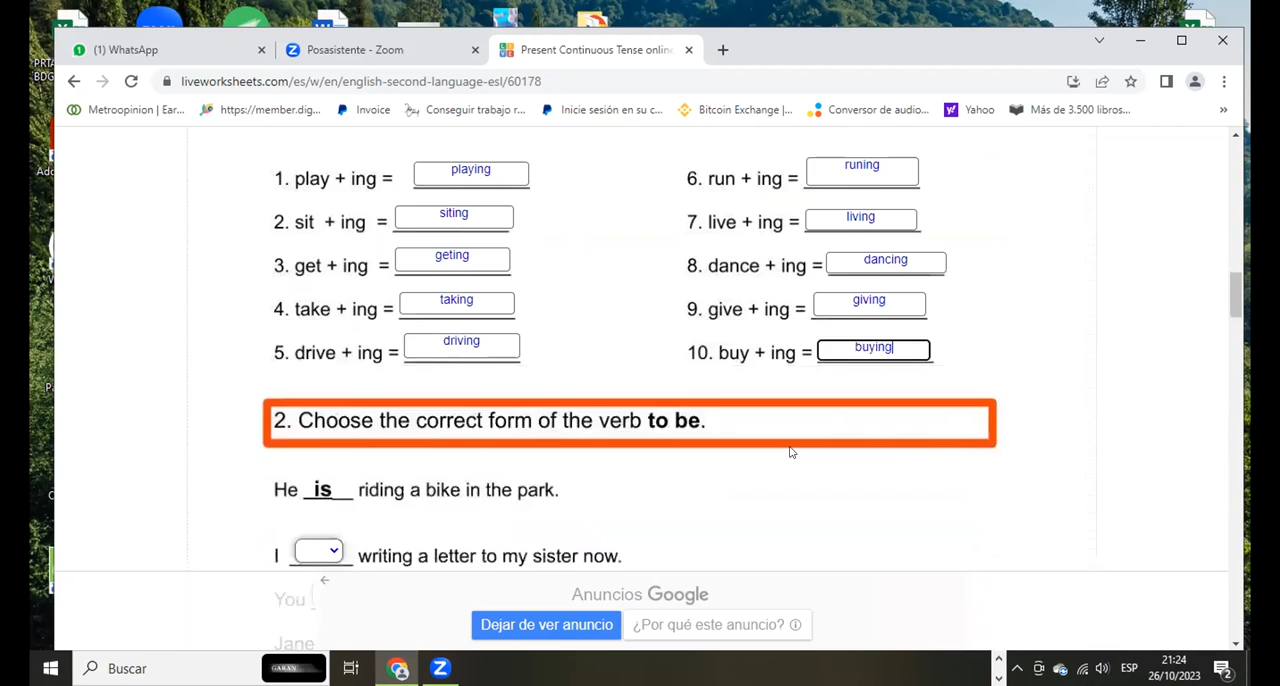 (1) WhatsApp
Posasistente - Zoom
Present Continuous Tense onlin
liveworksheets.com/es/w/en/english-second-language-esl/60178
Metroopinion | Ear...
https://member.dig...
Invoice
Conseguir trabajo r...
Inicie sesión en su c...
Bitcoin Exchange |...
Conversor de audio...
Yahoo
Más de 3.500 libros...
»
1. play + ing = playing
6. run + ing = runing
2. sit + ing = siting
7. live + ing = living
3. get + ing = geting
8. dance + ing = dancing
4. take + ing = taking
9. give + ing = giving
5. drive + ing = driving
10. buy + ing = buying
2. Choose the correct form of the verb to be.
He is riding a bike in the park.
I writing a letter to my sister now.
You
Jane
Anuncios Google
Dejar de ver anuncio
¿Por qué este anuncio?
Buscar
GARAN
ESP
21:24
26/10/2023
2